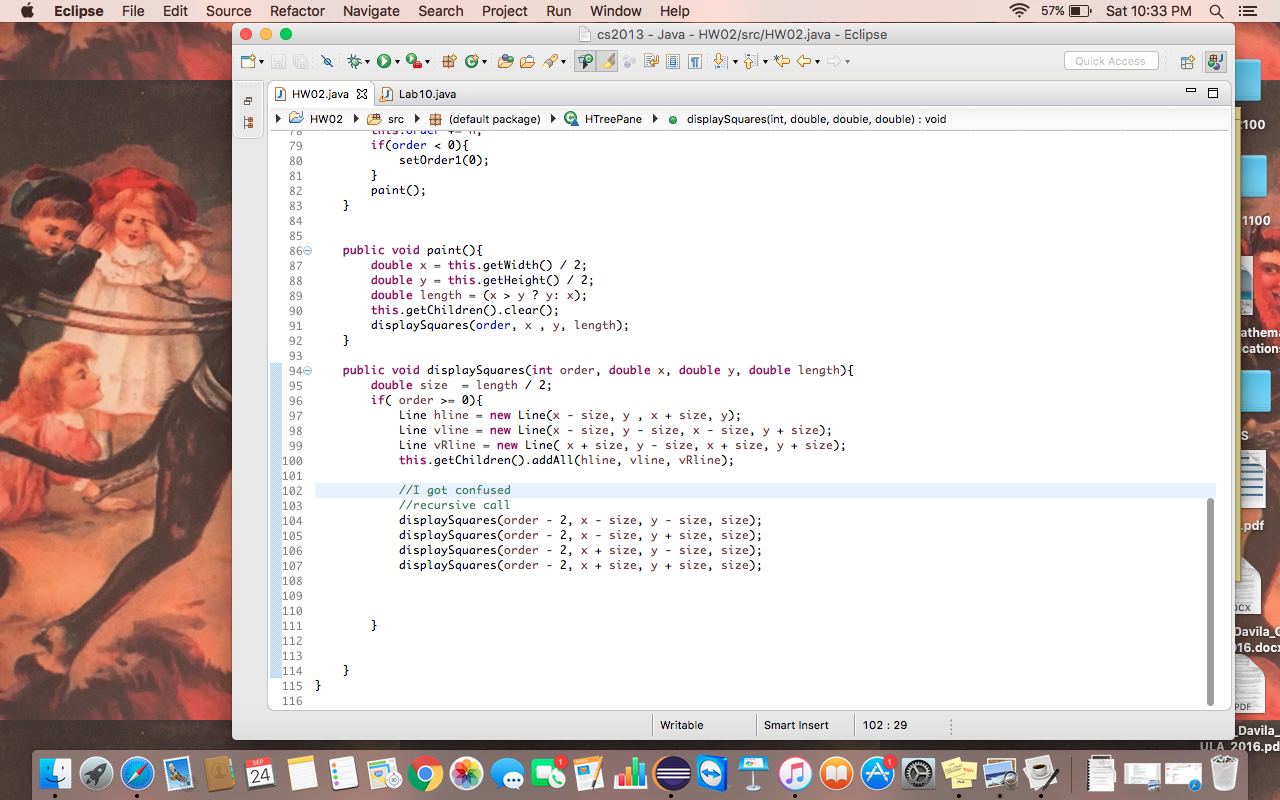 Eclipse File Edit Source Refactor Navigate Search Project Run Window Help 57% Sat 10:33 PM
cs2013 - Java - HW02/src/HW02.java - Eclipse
Quick Access
HW02.java Lab10.java
HW02 src (default package) HTreePane displaySquares(int, double, double, double) : void
78 this.order += n;
79 if(order < 0){
80 setOrder1(0);
81 }
82 paint();
83 }
84
85
86 public void paint(){
87 double x = this.getWidth() / 2;
88 double y = this.getHeight() / 2;
89 double length = (x > y ? y: x);
90 this.getChildren().clear();
91 displaySquares(order, x , y, length);
92 }
93
94 public void displaySquares(int order, double x, double y, double length){
95 double size  = length / 2;
96 if( order >= 0){
97 Line hline = new Line(x - size, y , x + size, y);
98 Line vline = new Line(x - size, y - size, x - size, y + size);
99 Line vRline = new Line( x + size, y - size, x + size, y + size);
100 this.getChildren().addAll(hline, vline, vRline);
101
102 //I got confused
103 //recursive call
104 displaySquares(order - 2, x - size, y - size, size);
105 displaySquares(order - 2, x - size, y + size, size);
106 displaySquares(order - 2, x + size, y - size, size);
107 displaySquares(order - 2, x + size, y + size, size);
108
109
110
111 }
112
113
114 }
115 }
116
Writable Smart Insert 102 : 29
2100
1100
athema
cations
S
.pdf
OCX
Davila_C
16.docx
PDF
_Davila_
ULA_2016.pd
SEP
24
1
1